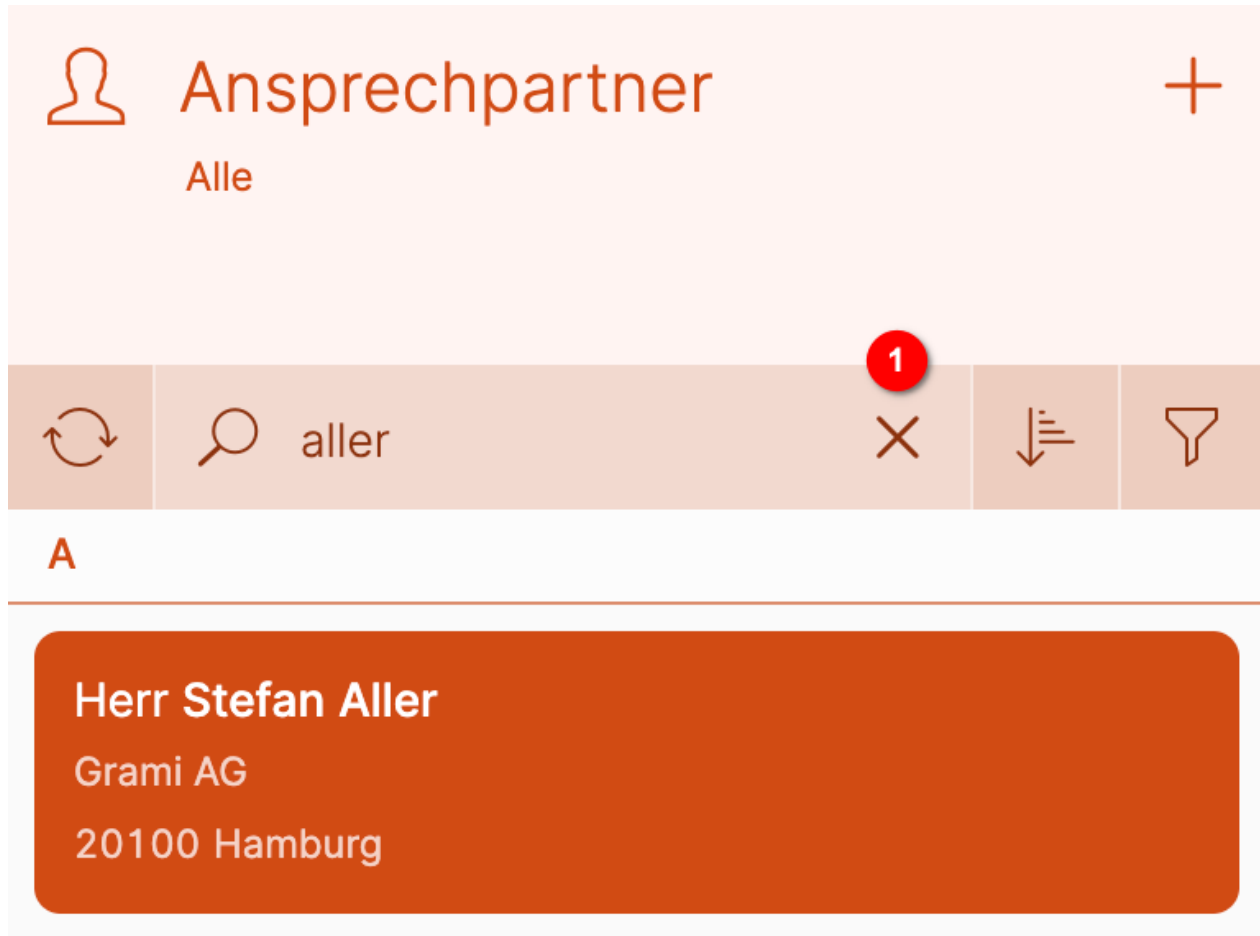 Ansprechpartner
Alle
1
aller
A
Herr Stefan Aller
Grami AG
20100 Hamburg